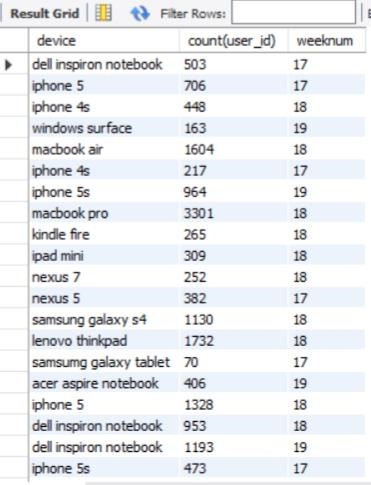 Result Grid Filter Rows:
device count(user_id) weeknum
dell inspiron notebook 503 17
iphone 5 706 17
iphone 4s 448 18
windows surface 163 19
macbook air 1604 18
iphone 4s 217 17
iphone 5s 964 19
macbook pro 3301 18
kindle fire 265 18
ipad mini 309 18
nexus 7 252 18
nexus 5 382 17
samsung galaxy s4 1130 18
lenovo thinkpad 1732 18
samsumg galaxy tablet 70 17
acer aspire notebook 406 19
iphone 5 1328 18
dell inspiron notebook 953 18
dell inspiron notebook 1193 19
iphone 5s 473 17